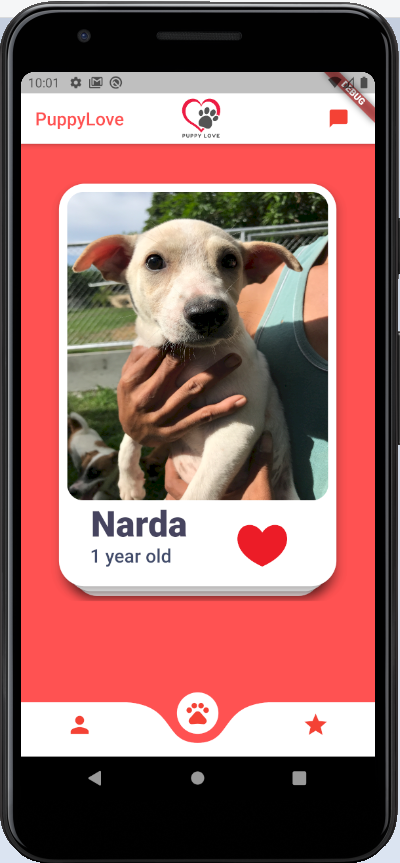 10:01
DEBUG
PuppyLove
PUPPY LOVE
Narda
1 year old